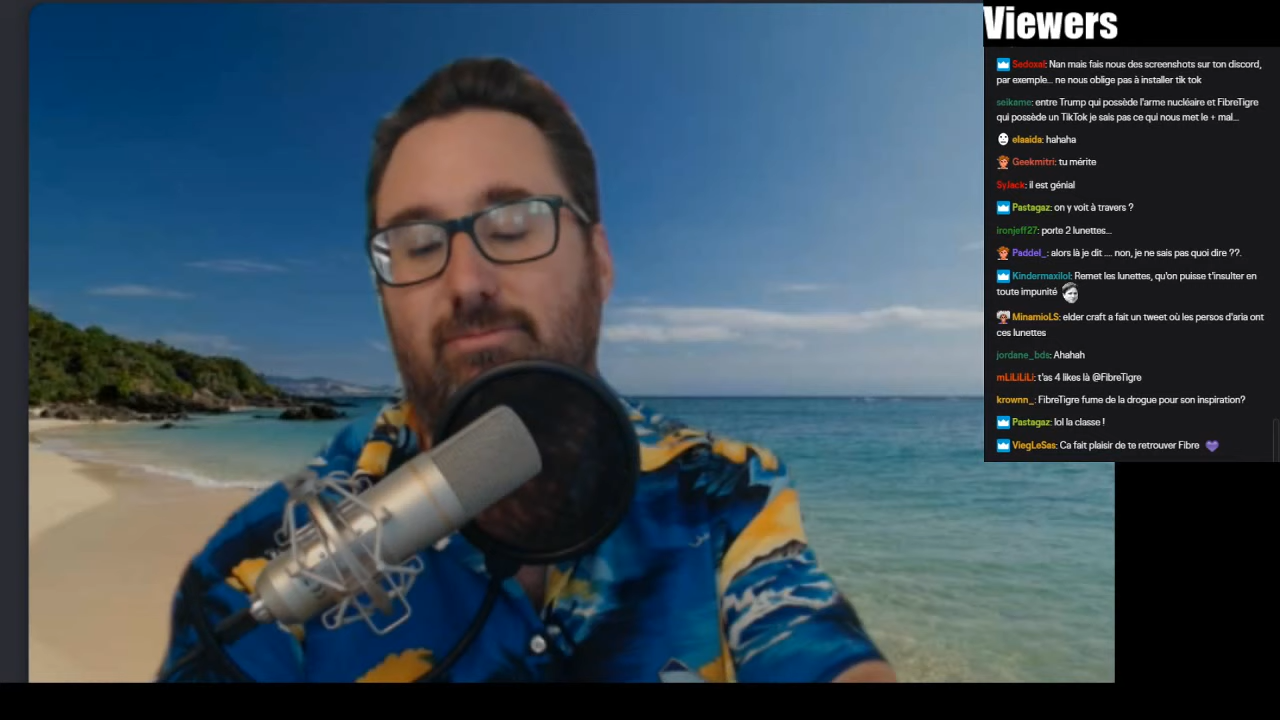 Viewers
Sedoxal: Nan mais fais nous des screenshots sur ton discord,
par exemple... ne nous oblige pas à installer tik tok
seikame: entre Trump qui possède l'arme nucléaire et FibreTigre
qui possède un TikTok je sais pas ce qui nous met le + mal...
elaaida: hahaha
Geekmitri: tu mérite
SyJack: il est génial
Pastagaz: on y voit à travers ?
ironjeff27: porte 2 lunettes...
Paddel_: alors là je dit .... non, je ne sais pas quoi dire ??.
Kindermaxilol: Remet les lunettes, qu'on puisse t'insulter en
toute impunité
MinamioLS: elder craft a fait un tweet où les persos d'aria ont
ces lunettes
jordane_bds: Ahahah
mLiLiLiLi: t'as 4 likes là @FibreTigre
krownn_: FibreTigre fume de la drogue pour son inspiration?
Pastagaz: lol la classe !
ViegLeSas: Ca fait plaisir de te retrouver Fibre